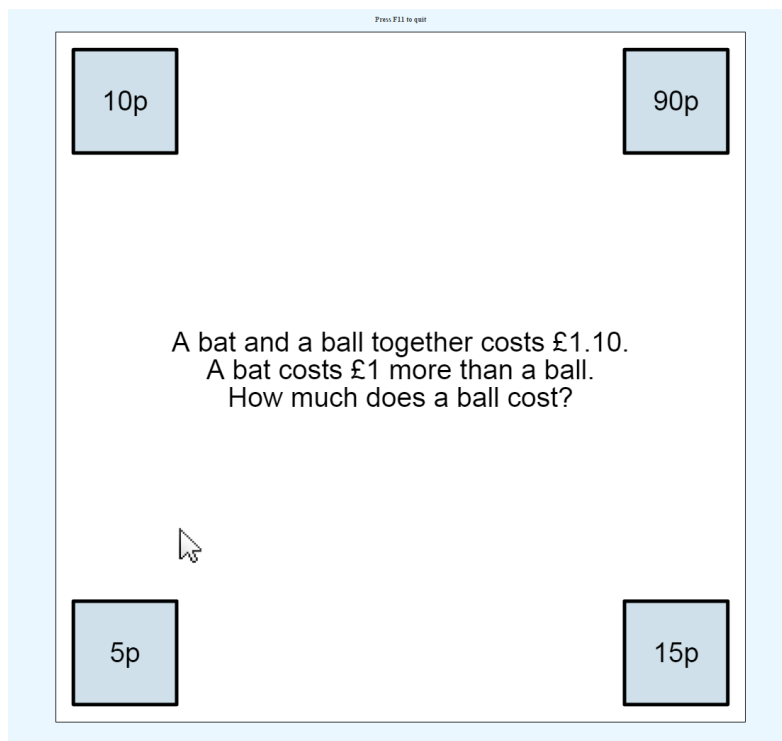 Press F11 to quit
10p
90p
A bat and a ball together costs £1.10.
A bat costs £1 more than a ball.
How much does a ball cost?
5p
15p